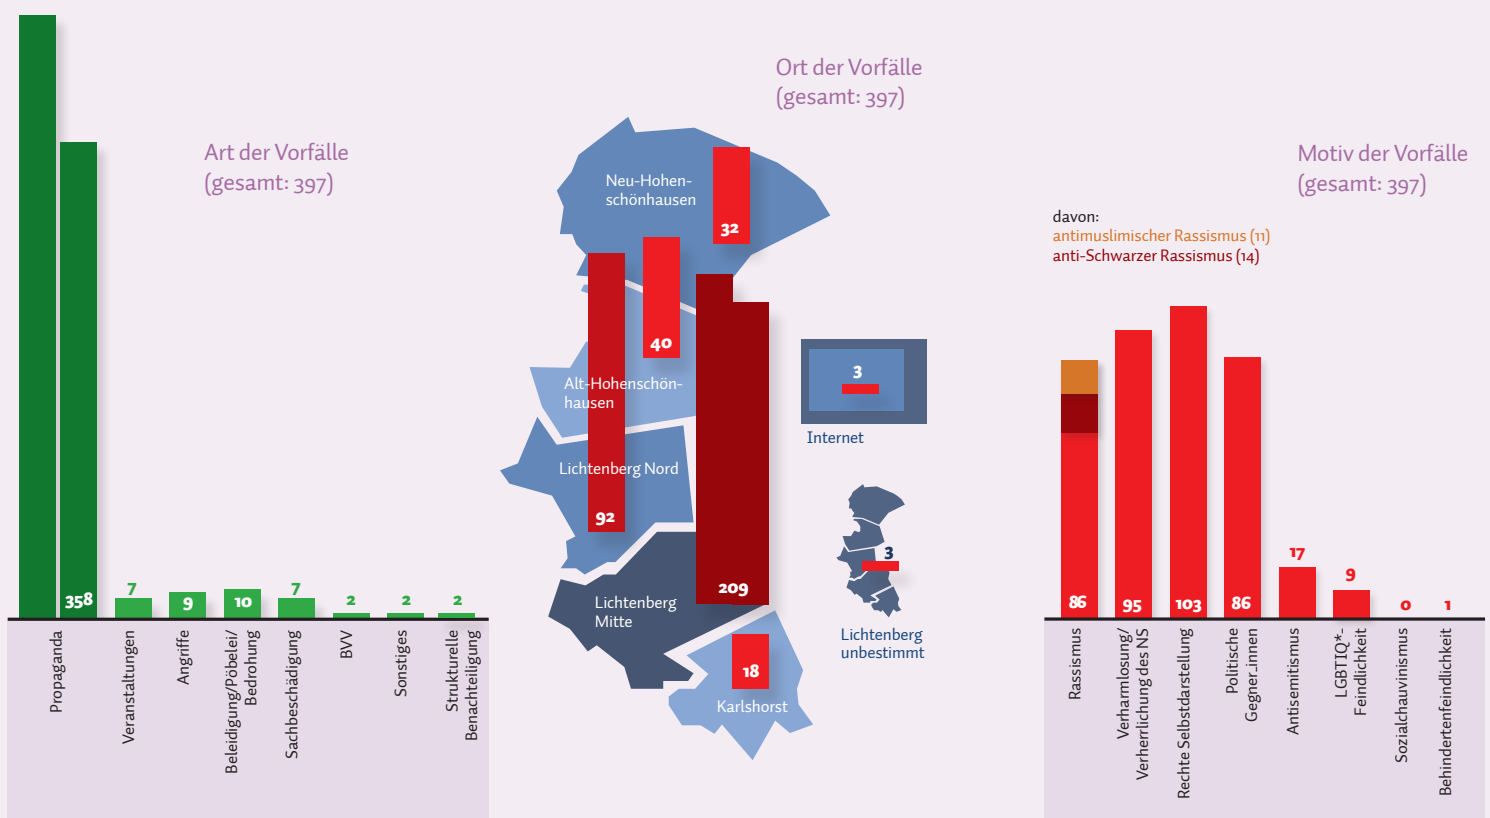 Art der Vorfälle
(gesamt: 397)
358
7
9
10
7
2
2
2
Propaganda
Veranstaltungen
Angriffe
Beleidigung/Pöbelei/
Bedrohung
Sachbeschädigung
BVV
Sonstiges
Strukturelle
Benachteiligung
Ort der Vorfälle
(gesamt: 397)
Neu-Hohen-
schönhausen
32
40
Alt-Hohenschön-
hausen
Lichtenberg Nord
92
209
Lichtenberg
Mitte
18
Karlshorst
3
Internet
3
Lichtenberg
unbestimmt
Motiv der Vorfälle
(gesamt: 397)
davon:
antimuslimischer Rassismus (11)
anti-Schwarzer Rassismus (14)
86
95
103
86
17
9
0
1
Rassismus
Verharmlosung/
Verherrlichung des NS
Rechte Selbstdarstellung
Politische
Gegner_innen
Antisemitismus
LGBTIQ*-
Feindlichkeit
Sozialchauvinismus
Behindertenfeindlichkeit